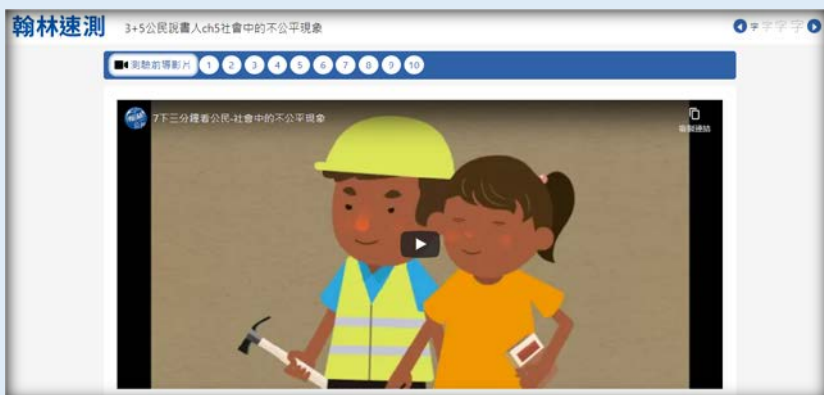 翰林速測 3+5公民說書人ch5社會中的不公平現象 字字字字
測驗前導影片 1 2 3 4 5 6 7 8 9 10
7下三分鐘看公民-社會中的不公平現象
複製連結